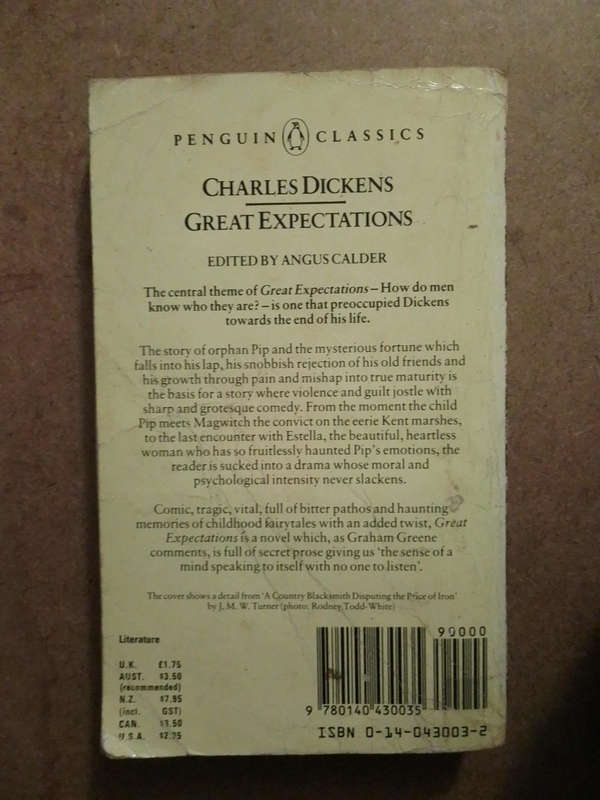 PENGUIN CLASSICS
CHARLES DICKENS
GREAT EXPECTATIONS
EDITED BY ANGUS CALDER
The central theme of Great Expectations – How do men
know who they are? – is one that preoccupied Dickens
towards the end of his life.
The story of orphan Pip and the mysterious fortune which
falls into his lap, his snobbish rejection of his old friends and
his growth through pain and mishap into true maturity is
the basis for a story where violence and guilt jostle with
sharp and grotesque comedy. From the moment the child
Pip meets Magwitch the convict on the eerie Kent marshes,
to the last encounter with Estella, the beautiful, heartless
woman who has so fruitlessly haunted Pip's emotions, the
reader is sucked into a drama whose moral and
psychological intensity never slackens.
Comic, tragic, vital, full of bitter pathos and haunting
memories of childhood fairytales with an added twist, Great
Expectations is a novel which, as Graham Greene
comments, is full of secret prose giving us 'the sense of a
mind speaking to itself with no one to listen'.
The cover shows a detail from 'A Country Blacksmith Disputing the Price of Iron'
by J. M. W. Turner (photo: Rodney Todd-White)
Literature
U.K. £1.75
AUST. $3.50
(recommended)
N.Z. $7.95
(incl. GST)
CAN. $3.50
U.S.A.
90000
9 780140 430035
ISBN 0-14-043003-2